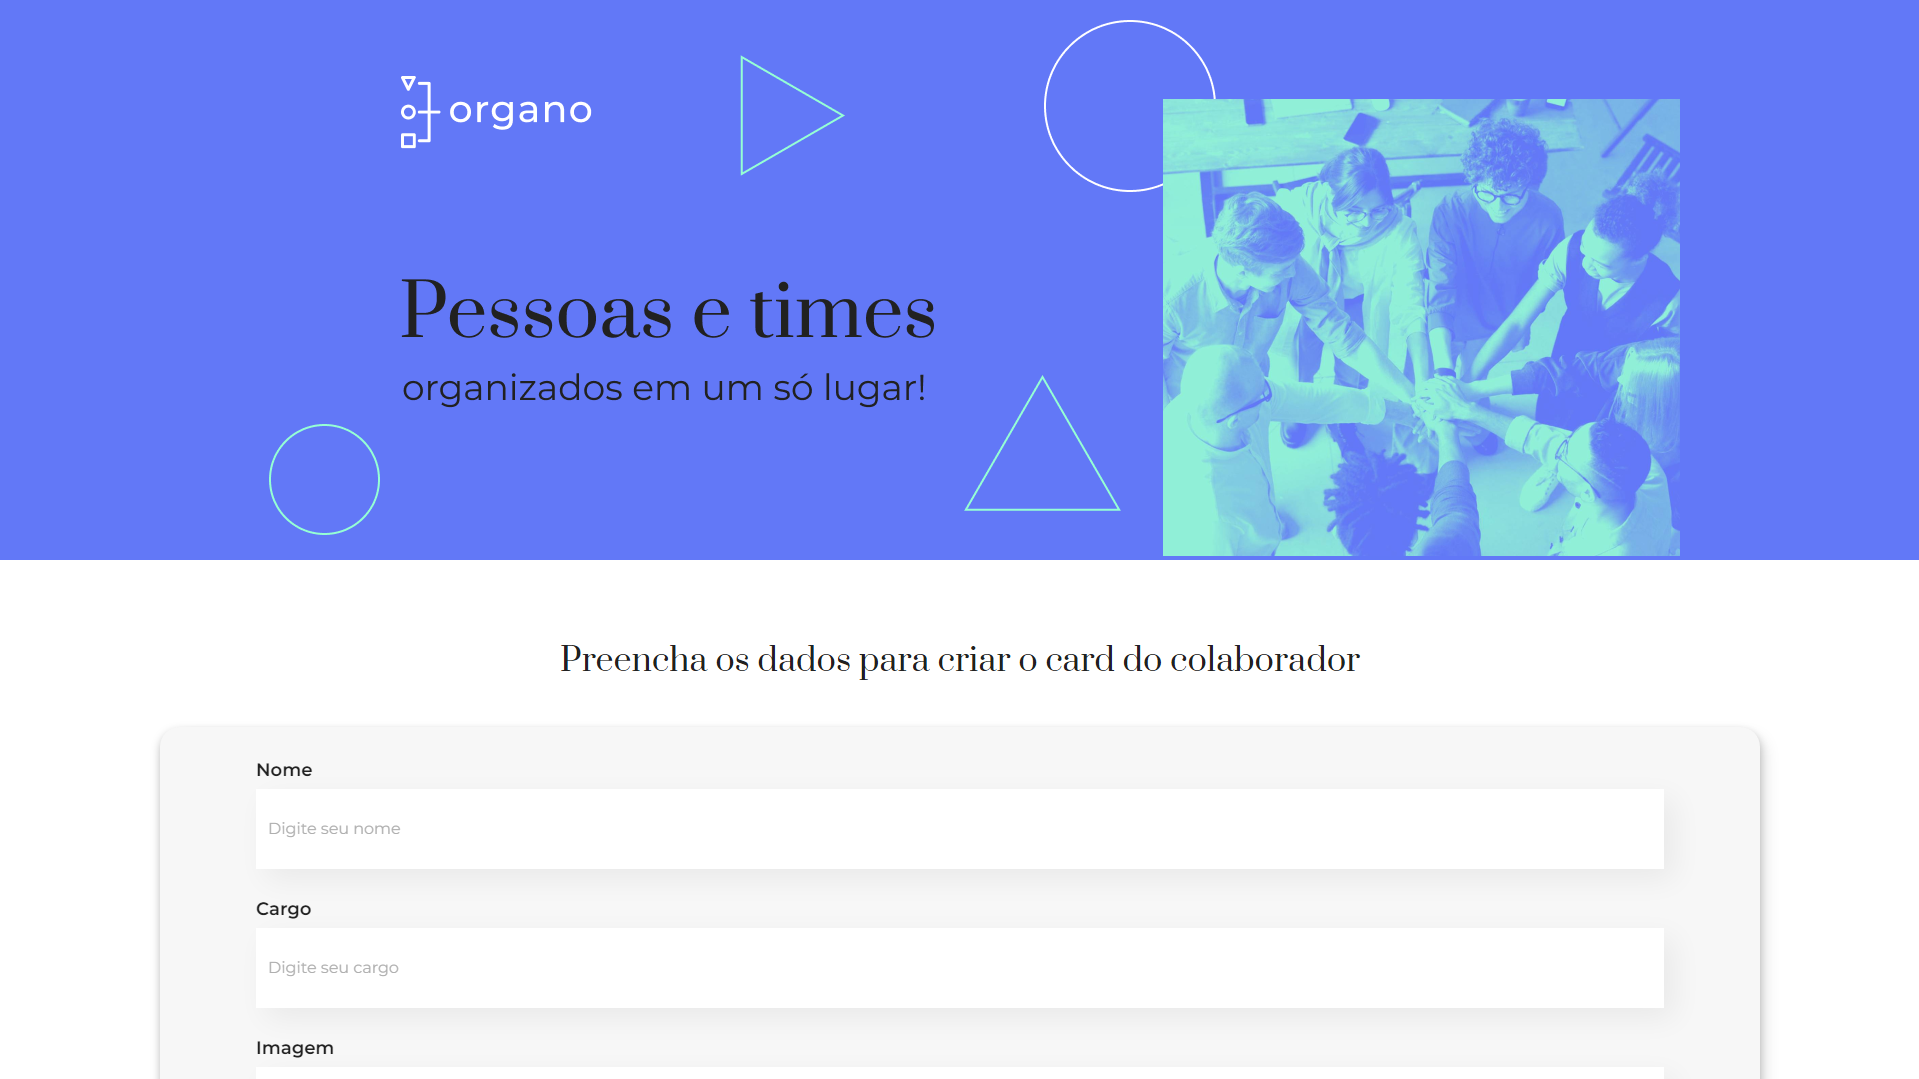 organo
Pessoas e times
organizados em um só lugar!
Preencha os dados para criar o card do colaborador
Nome
Digite seu nome
Cargo
Digite seu cargo
Imagem